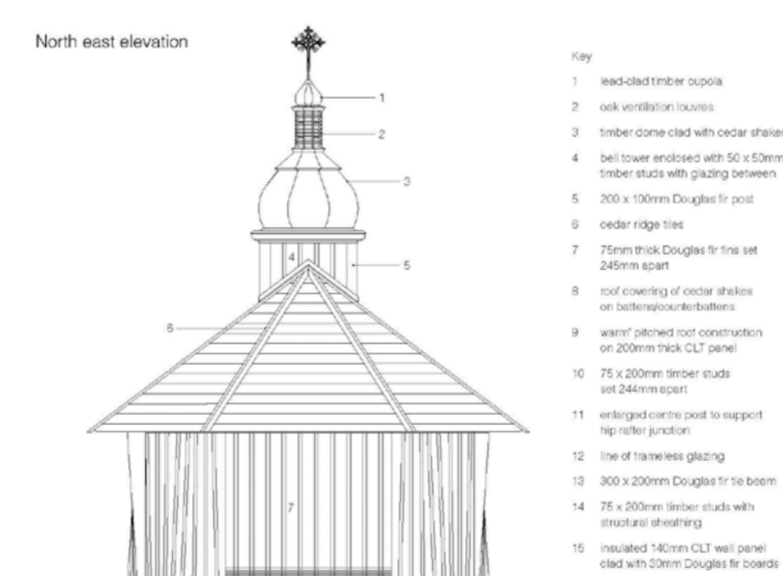 North east elevation
Key
1 lead-clad timber cupola
2 oak ventilation louvres
3 timber dome clad with cedar shakes
4 bell tower enclosed with 50 x 50mm
timber studs with glazing between
5 200 x 100mm Douglas fir post
6 cedar ridge tiles
7 75mm thick Douglas fir fins set
245mm apart
8 roof covering of cedar shakes
on battens/counterbattens
9 warm' pitched roof construction
on 200mm thick CLT panel
10 75 x 200mm timber studs
set 244mm apart
11 enlarged centre post to support
hip rafter junction
12 line of frameless glazing
13 300 x 200mm Douglas fir tie beam
14 75 x 200mm timber studs with
structural sheathing
15 insulated 140mm CLT wall panel
clad with 30mm Douglas fir boards
1
2
3
4
5
6
7